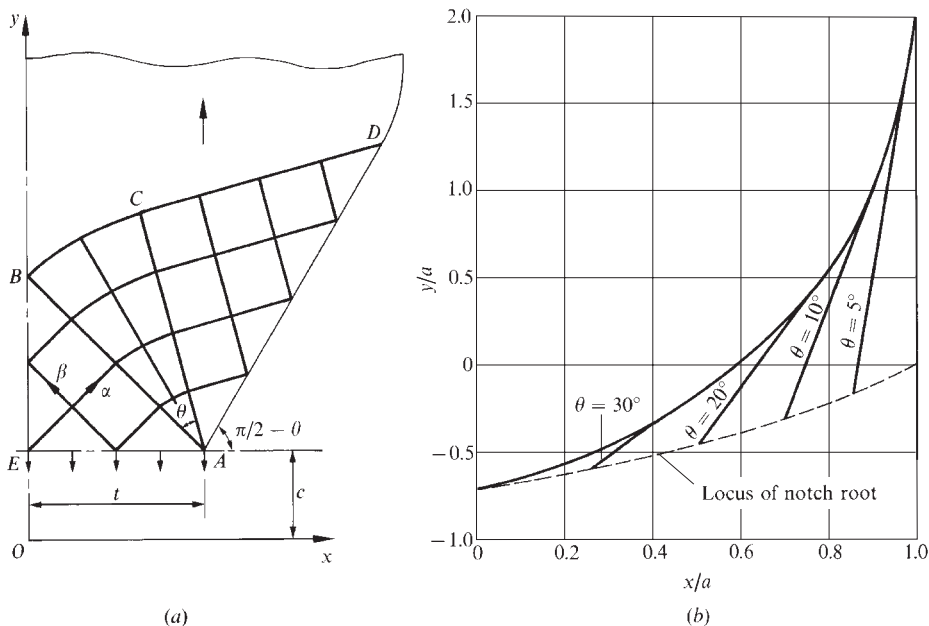 y
D
C
B
β
α
θ
π/2 − θ
E
A
t
c
O
x
(a)
2.0
1.5
1.0
0.5
0
−0.5
−1.0
y/a
θ = 30°
θ = 20°
θ = 10°
θ = 5°
Locus of notch root
0 0.2 0.4 0.6 0.8 1.0
x/a
(b)